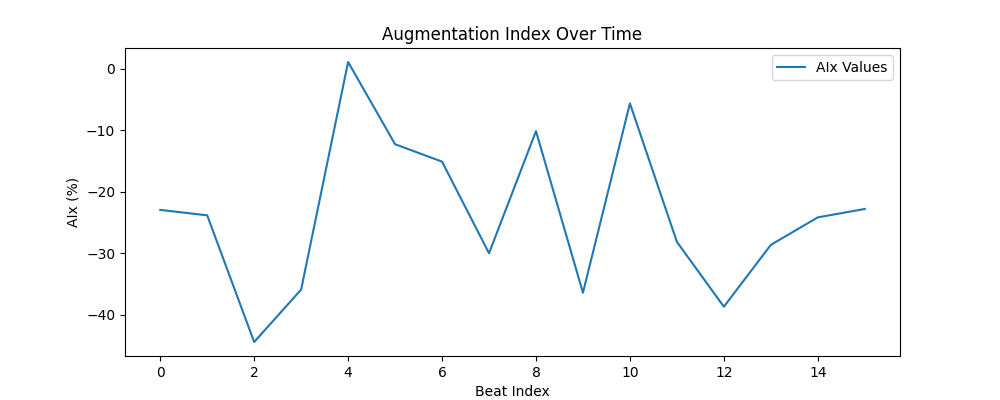 Augmentation Index Over Time
AIx Values
0
−10
−20
−30
−40
AIx (%)
0 2 4 6 8 10 12 14
Beat Index